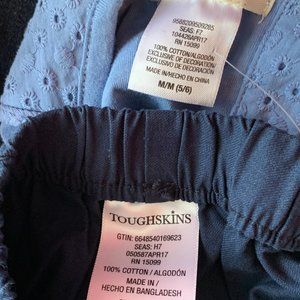 9588209509285
SEAS: F7
104426APR17
RN 15099
100% COTTON/ALGODÓN
EXCLUSIVE OF DECORATION/
EXCLUSIVO DE DECORACIÓN
MADE IN/HECHO EN CHINA
M/M (5/6)
TOUGHSKINS
GTIN: 6648540169623
SEAS: H7
050587APR17
RN 15099
100% COTTON / ALGODÓN
MADE IN /
HECHO EN BANGLADESH